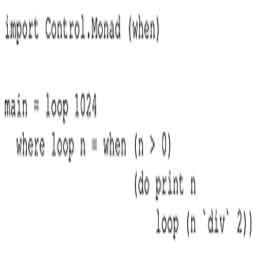 import Control.Monad (when)

main = loop 1024
  where loop n = when (n > 0)
                      (do print n
                          loop (n `div` 2))